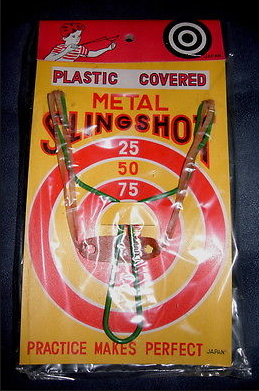 PLASTIC COVERED
METAL
SLINGSHOT
25
50
75
PRACTICE MAKES PERFECT
JAPAN